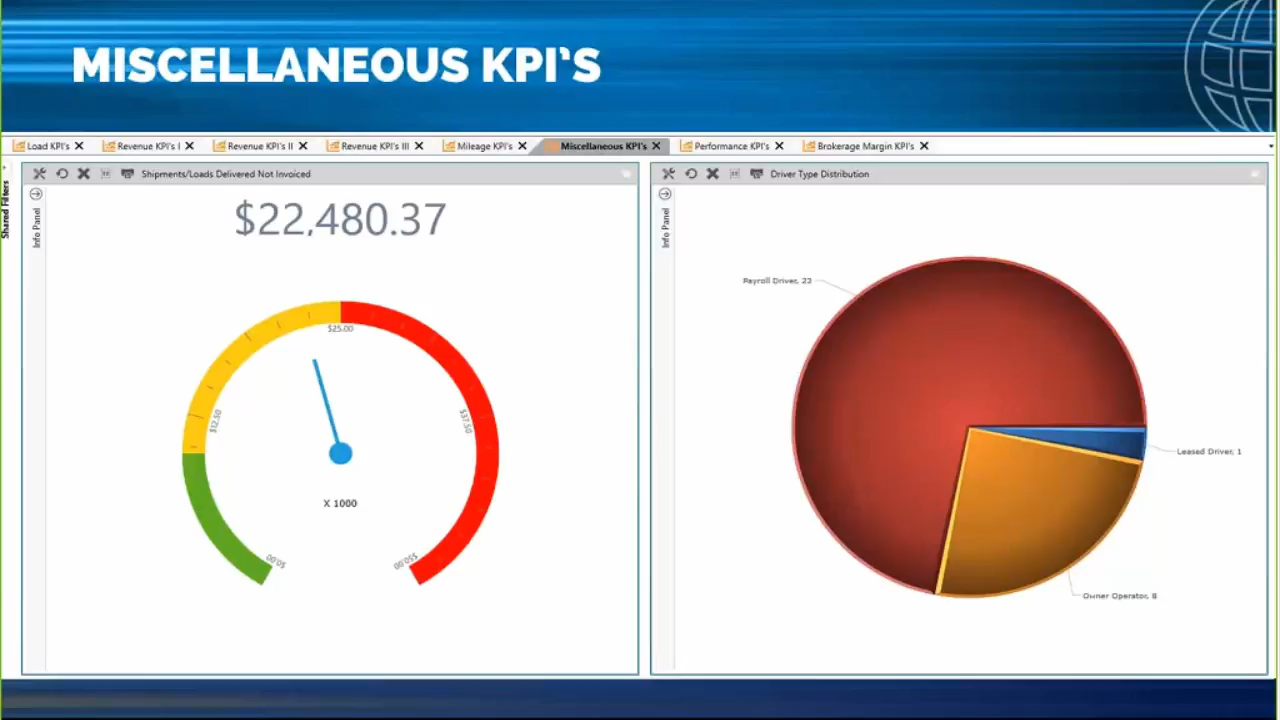 MISCELLANEOUS KPI'S
Load KPI's
Revenue KPI's I
Revenue KPI's II
Revenue KPI's III
Mileage KPI's
Miscellaneous KPI's
Performance KPI's
Brokerage Margin KPI's
Shared Filters
Shipments/Loads Delivered Not Invoiced
Info Panel
$22,480.37
$25.00
$12.50
$37.50
X 1000
$0.00
$50.00
Driver Type Distribution
Info Panel
Payroll Driver, 23
Leased Driver, 1
Owner Operator, 8